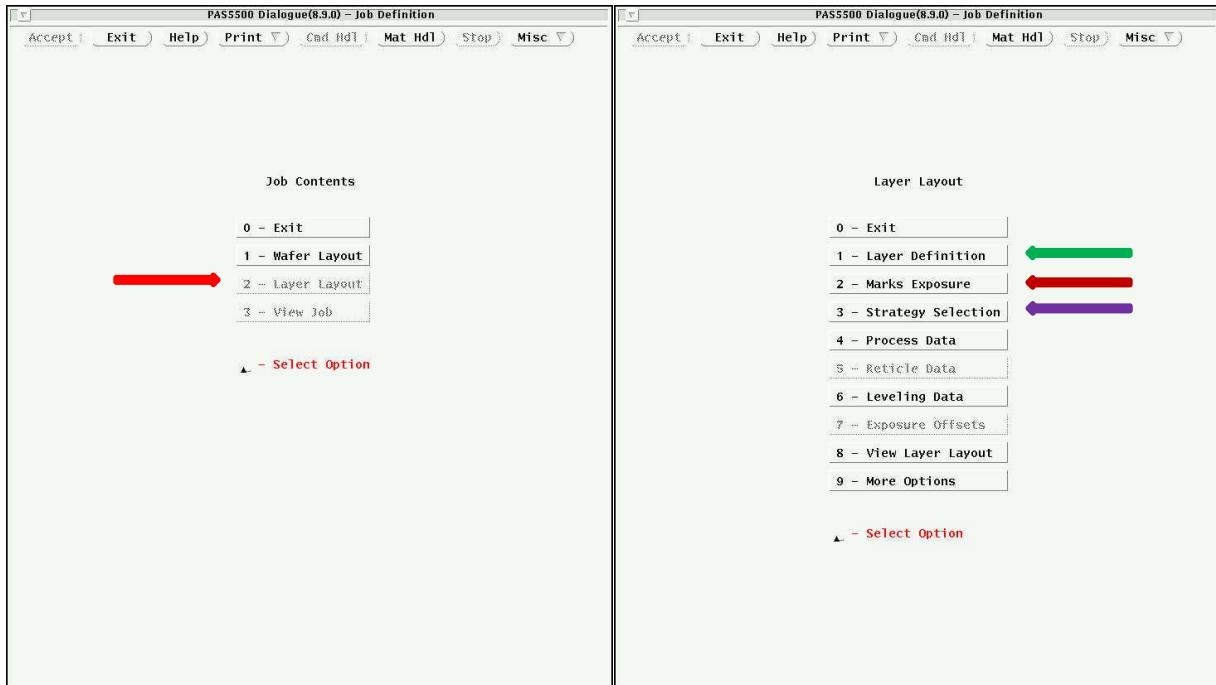 PAS5500 Dialogue(8.9.0) – Job Definition
Accept Exit Help Print Cmd Hdl Mat Hdl Stop Misc
Job Contents
0 – Exit
1 – Wafer Layout
2 – Layer Layout
3 – View Job
– Select Option
PAS5500 Dialogue(8.9.0) – Job Definition
Accept Exit Help Print Cmd Hdl Mat Hdl Stop Misc
Layer Layout
0 – Exit
1 – Layer Definition
2 – Marks Exposure
3 – Strategy Selection
4 – Process Data
5 – Reticle Data
6 – Leveling Data
7 – Exposure Offsets
8 – View Layer Layout
9 – More Options
– Select Option